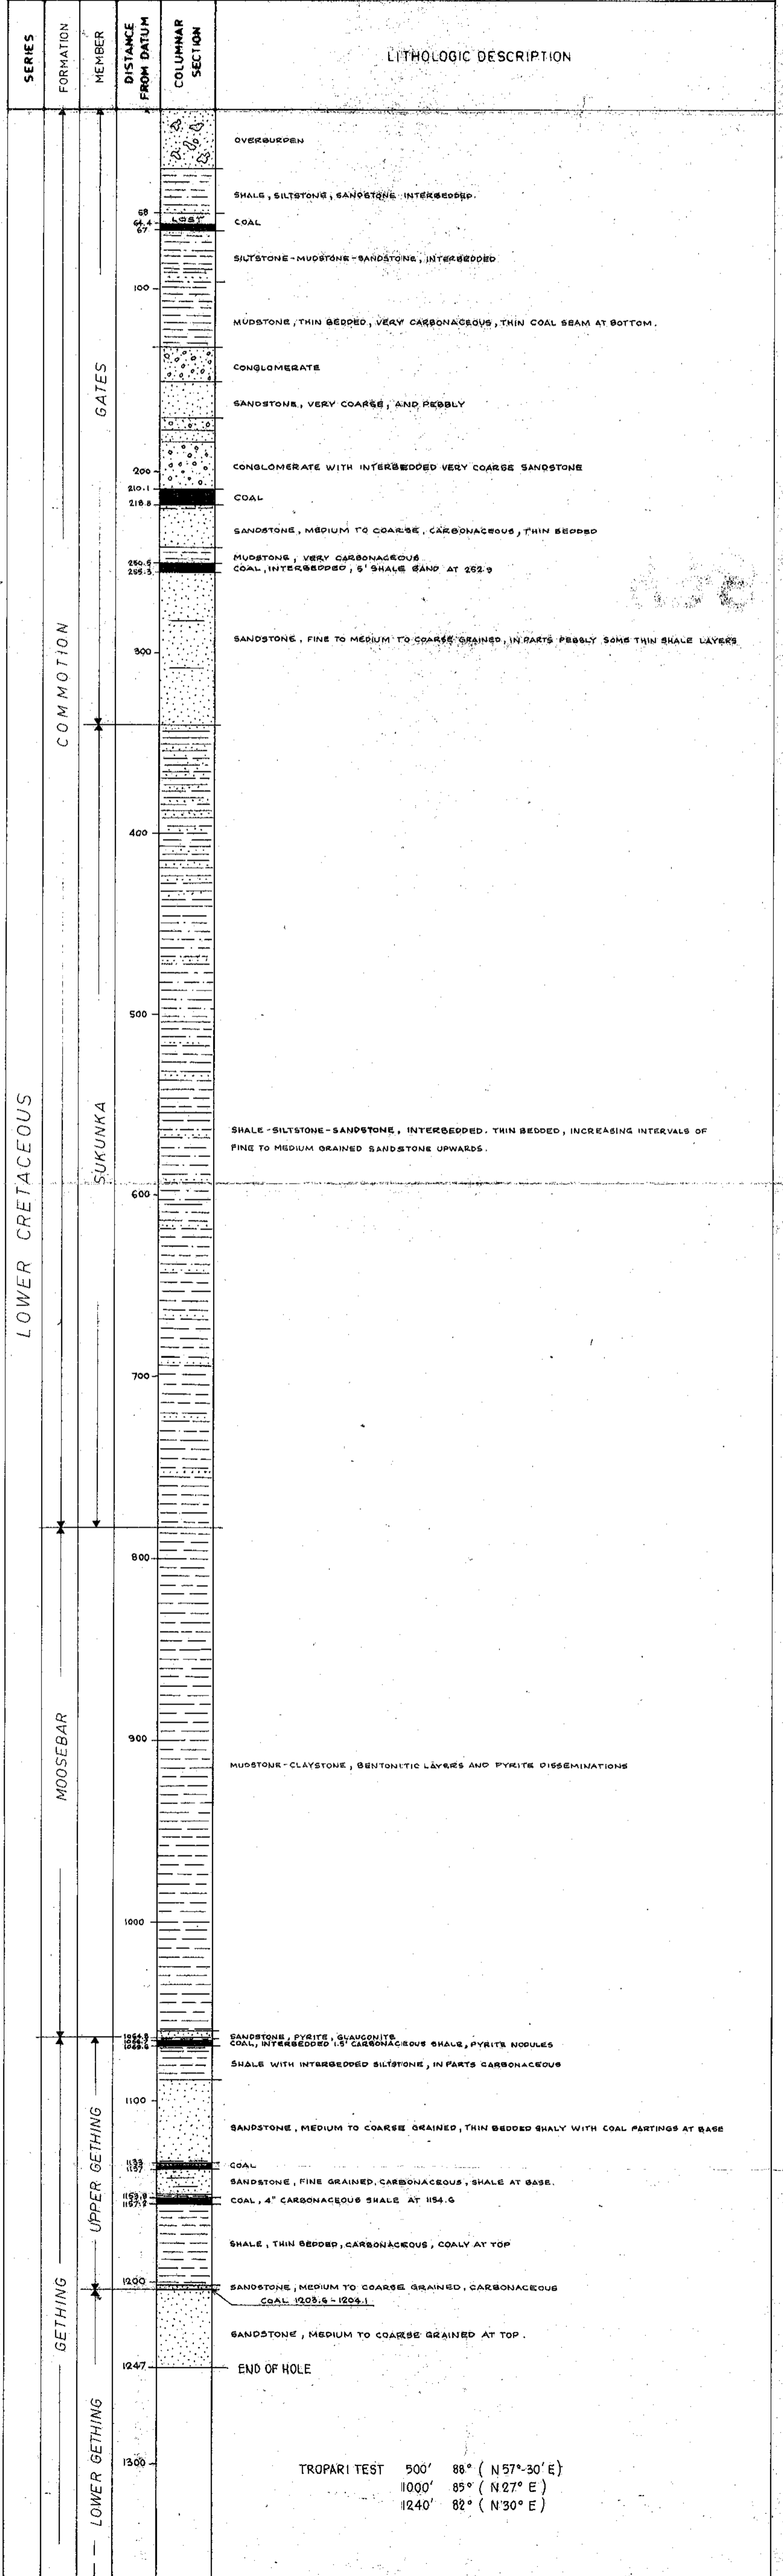 SERIES
FORMATION
MEMBER
DISTANCE FROM DATUM
COLUMNAR SECTION
LITHOLOGIC DESCRIPTION
OVERBURDEN
SHALE, SILTSTONE, SANDSTONE INTERBEDDED.
58
LOST
64.4
COAL
67
SILTSTONE-MUDSTONE-SANDSTONE, INTERBEDDED
100
MUDSTONE, THIN BEDDED, VERY CARBONACEOUS, THIN COAL SEAM AT BOTTOM.
CONGLOMERATE
GATES
SANDSTONE, VERY COARSE, AND PEBBLY
CONGLOMERATE WITH INTERBEDDED VERY COARSE SANDSTONE
200
210.1
COAL
218.8
SANDSTONE, MEDIUM TO COARSE, CARBONACEOUS, THIN BEDDED
MUDSTONE, VERY CARBONACEOUS
250.5
COAL, INTERBEDDED, 5' SHALE BAND AT 252.9
255.3
SANDSTONE, FINE TO MEDIUM TO COARSE GRAINED, IN PARTS PEBBLY SOME THIN SHALE LAYERS
300
COMMOTION
400
500
LOWER CRETACEOUS
SUKUNKA
SHALE-SILTSTONE-SANDSTONE, INTERBEDDED. THIN BEDDED, INCREASING INTERVALS OF
FINE TO MEDIUM GRAINED SANDSTONE UPWARDS.
600
700
800
900
MOOSEBAR
MUDSTONE-CLAYSTONE, BENTONITIC LAYERS AND PYRITE DISSEMINATIONS
1000
SANDSTONE, PYRITE, GLAUCONITE
COAL, INTERBEDDED 1.5' CARBONACEOUS SHALE, PYRITE NODULES
SHALE WITH INTERBEDDED SILTSTONE, IN PARTS CARBONACEOUS
1100
SANDSTONE, MEDIUM TO COARSE GRAINED, THIN BEDDED SHALY WITH COAL PARTINGS AT BASE
UPPER GETHING
1133
COAL
1137
SANDSTONE, FINE GRAINED, CARBONACEOUS, SHALE AT BASE.
COAL, 4" CARBONACEOUS SHALE AT 1154.6
1157.2
SHALE, THIN BEDDED, CARBONACEOUS, COALY AT TOP
1200
SANDSTONE, MEDIUM TO COARSE GRAINED, CARBONACEOUS
COAL 1203.6-1204.1
GETHING
SANDSTONE, MEDIUM TO COARSE GRAINED AT TOP.
1247
END OF HOLE
LOWER GETHING
1300
TROPARI TEST 500' 88° (N57°-30'E)
1000' 85° (N27°E)
1240' 82° (N30°E)